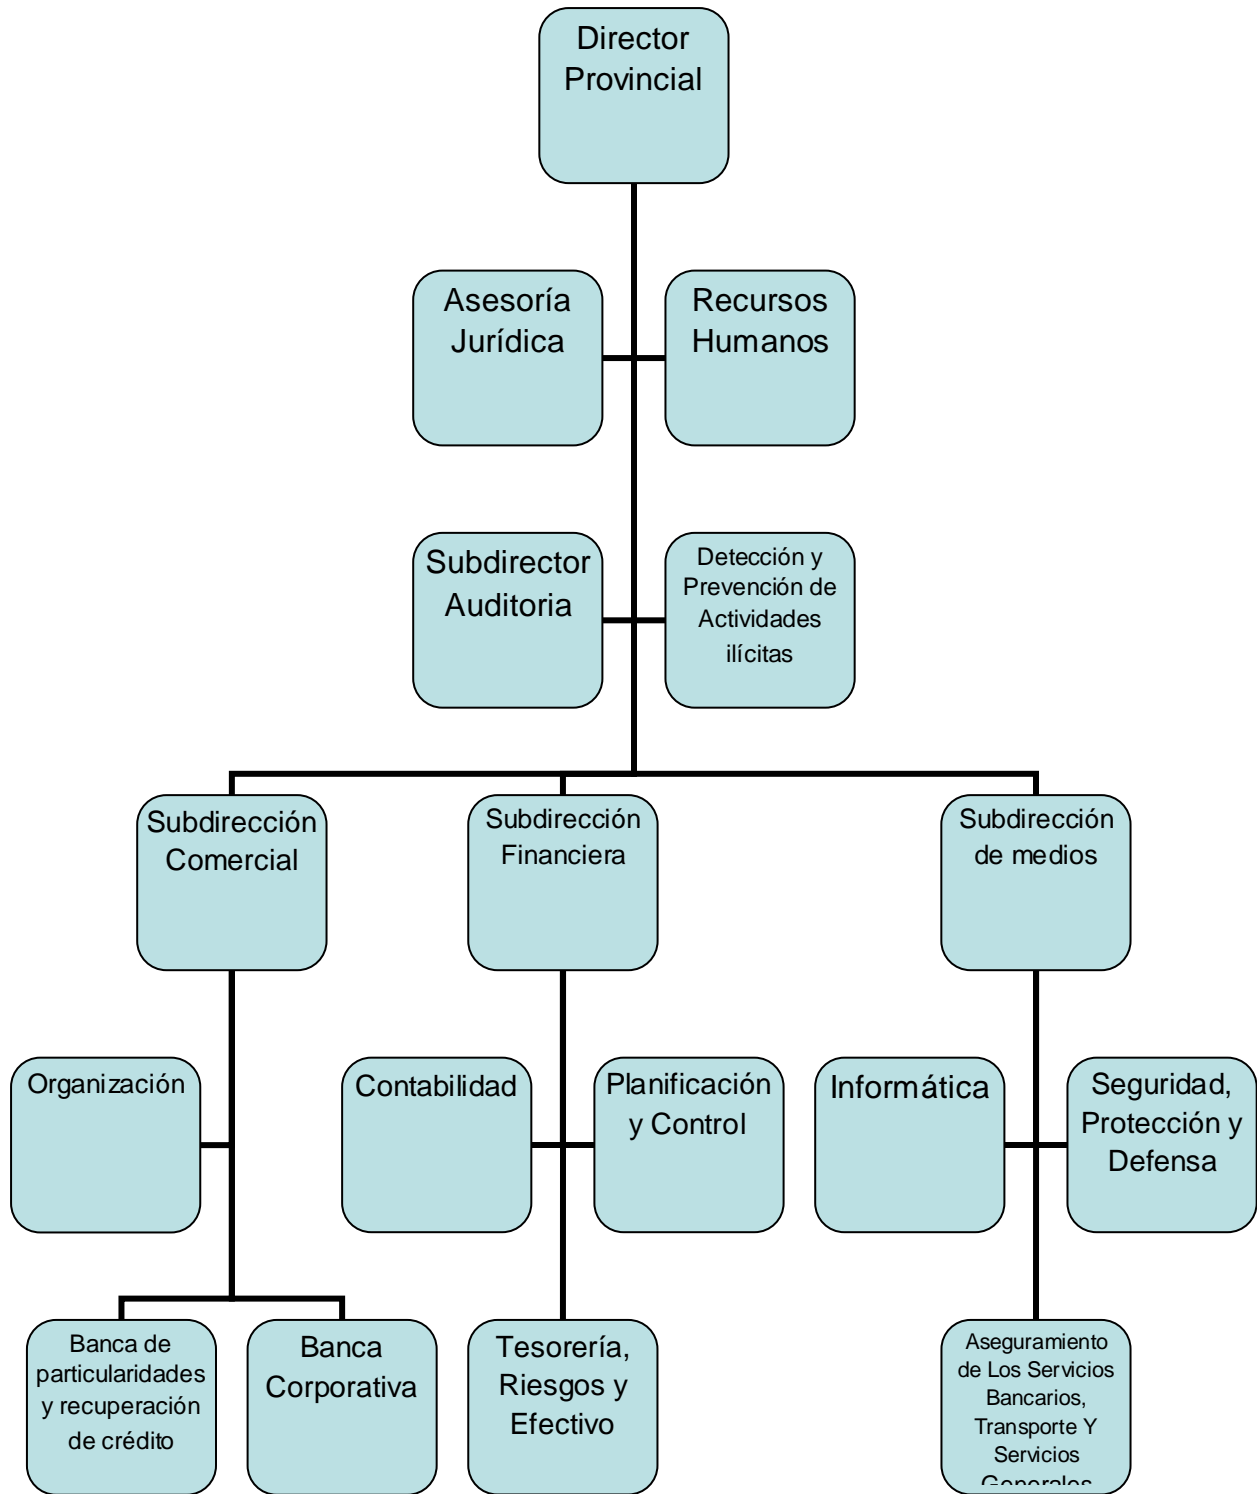 Director
Provincial
Asesoría
Jurídica
Recursos
Humanos
Subdirector
Auditoria
Detección y
Prevención de
Actividades
ilícitas
Subdirección
Comercial
Subdirección
Financiera
Subdirección
de medios
Organización
Contabilidad
Planificación
y Control
Informática
Seguridad,
Protección y
Defensa
Banca de
particularidades
y recuperación
de crédito
Banca
Corporativa
Tesorería,
Riesgos y
Efectivo
Aseguramiento
de Los Servicios
Bancarios,
Transporte Y
Servicios
Generales